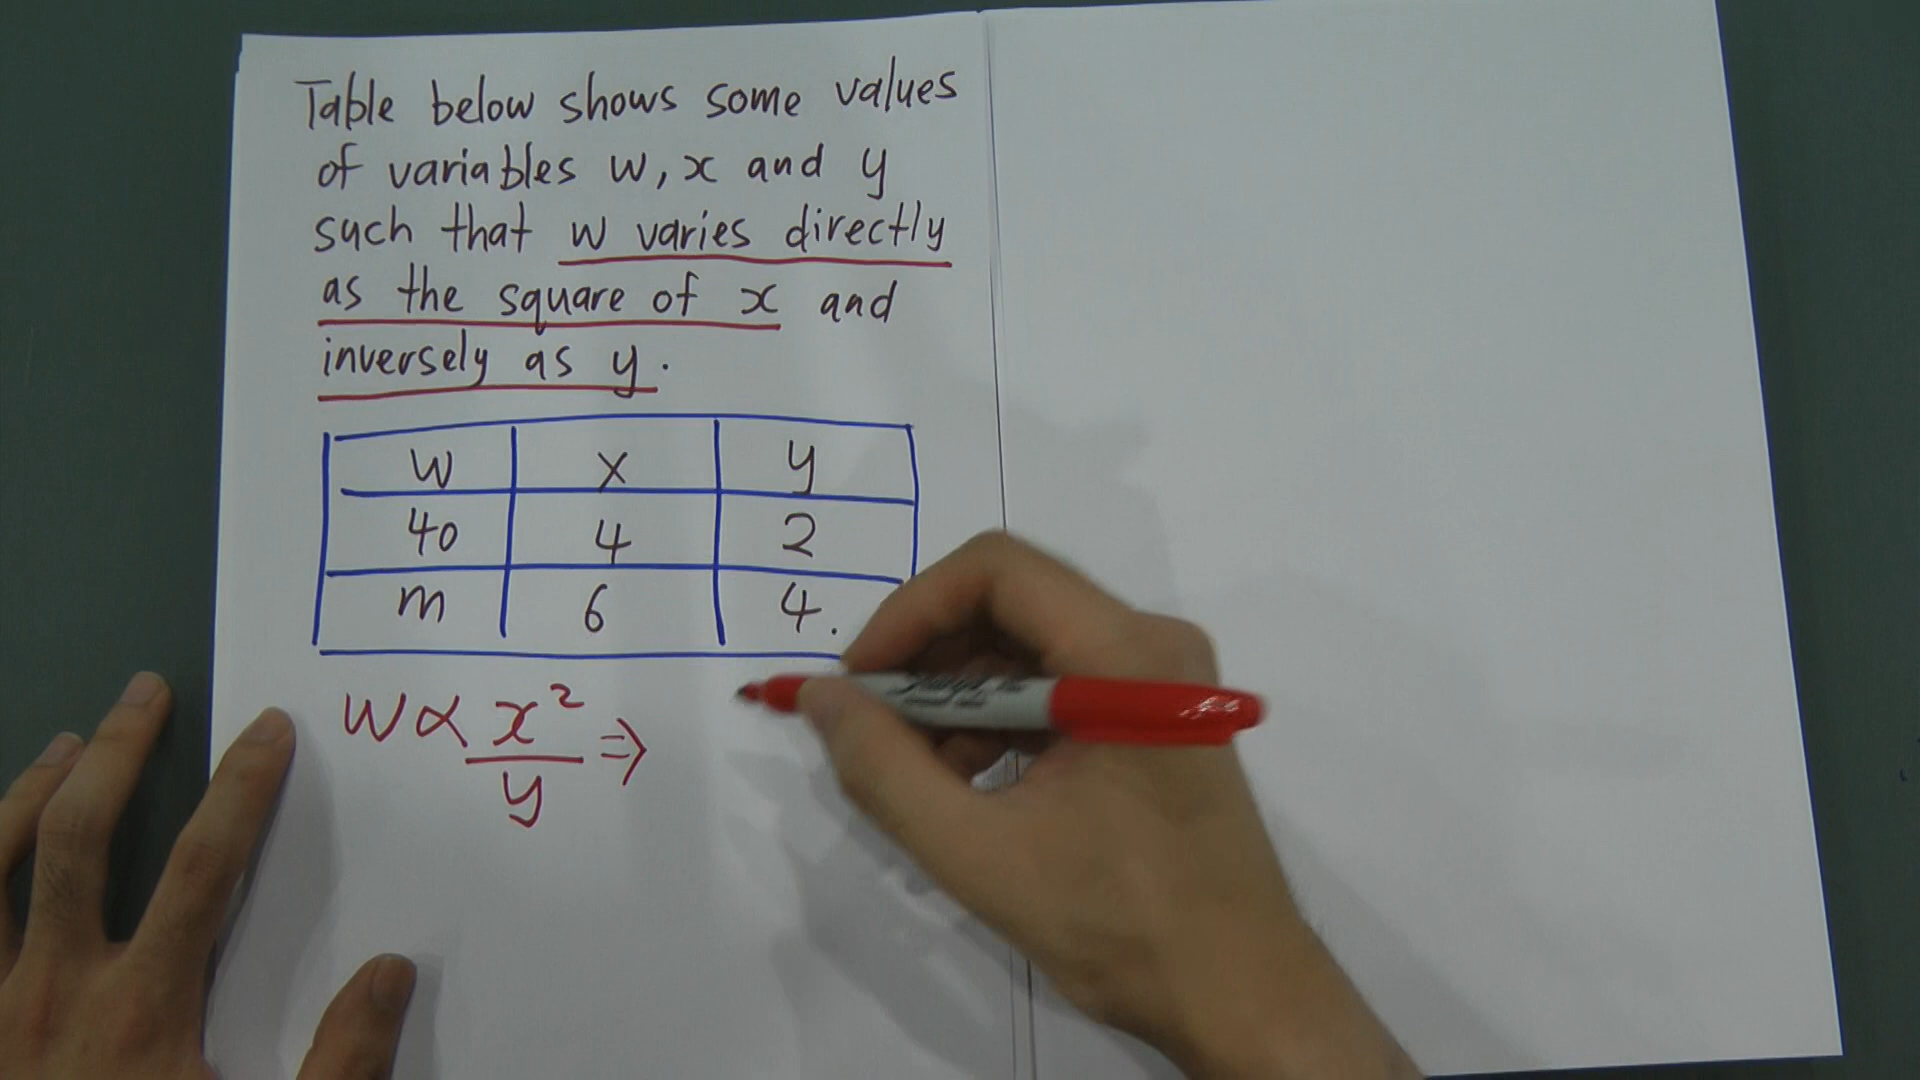 Table below shows some values
of variables w, x and y
such that w varies directly
as the square of x and
inversely as y.
w x y
40 4 2
m 6 4.
w ∝ x² / y ⇒